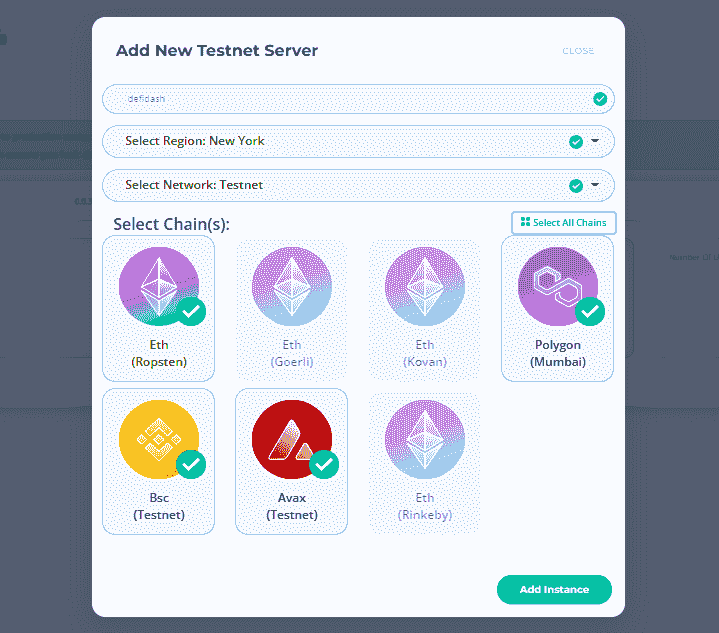 Add New Testnet Server
CLOSE
defidash
Select Region: New York
Select Network: Testnet
Select Chain(s):
Select All Chains
Eth
(Ropsten)
Eth
(Goerli)
Eth
(Kovan)
Polygon
(Mumbai)
Bsc
(Testnet)
Avax
(Testnet)
Eth
(Rinkeby)
Add Instance